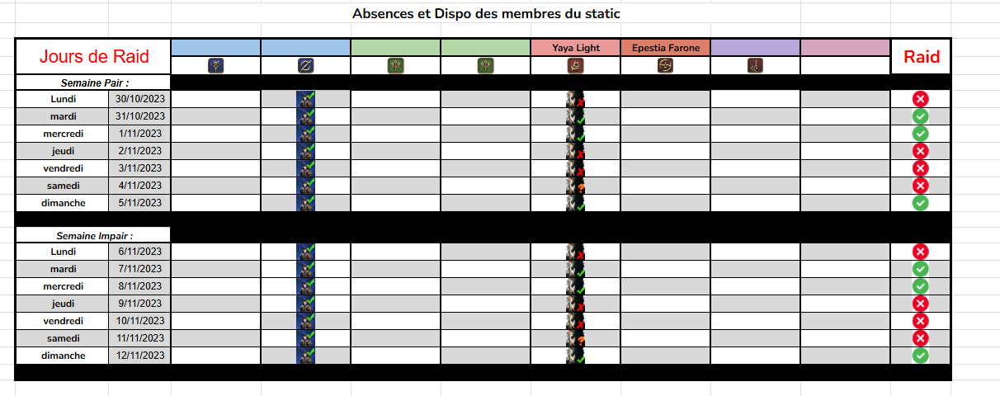 Absences et Dispo des membres du static
Jours de Raid Yaya Light Epestia Farone Raid
Semaine Pair :
Lundi 30/10/2023
mardi 31/10/2023
mercredi 1/11/2023
jeudi 2/11/2023
vendredi 3/11/2023
samedi 4/11/2023
dimanche 5/11/2023
Semaine Impair :
Lundi 6/11/2023
mardi 7/11/2023
mercredi 8/11/2023
jeudi 9/11/2023
vendredi 10/11/2023
samedi 11/11/2023
dimanche 12/11/2023